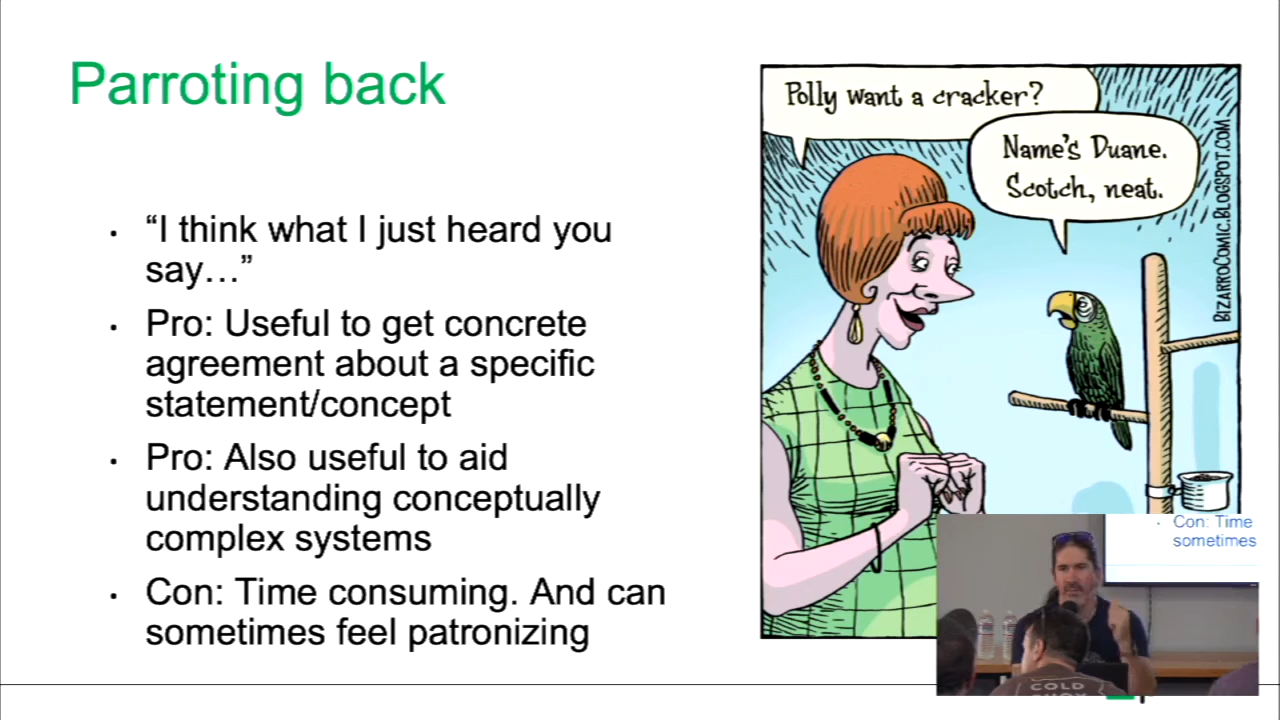 Parroting back
“I think what I just heard you
say…”
Pro: Useful to get concrete
agreement about a specific
statement/concept
Pro: Also useful to aid
understanding conceptually
complex systems
Con: Time consuming. And can
sometimes feel patronizing
Polly want a cracker?
Name's Duane.
Scotch, neat.
BIZARROCOMIC.BLOGSPOT.COM
Con: Time
sometimes
COLD